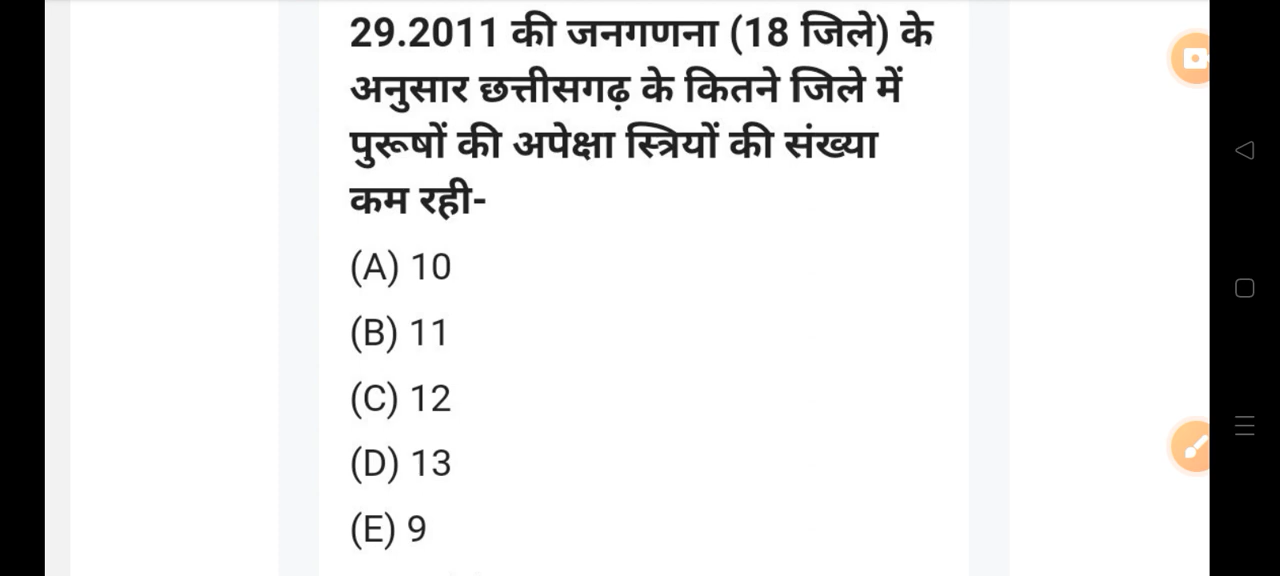 29.2011 की जनगणना (18 जिले) के
अनुसार छत्तीसगढ़ के कितने जिले में
पुरूषों की अपेक्षा स्त्रियों की संख्या
कम रही-
(A) 10
(B) 11
(C) 12
(D) 13
(E) 9